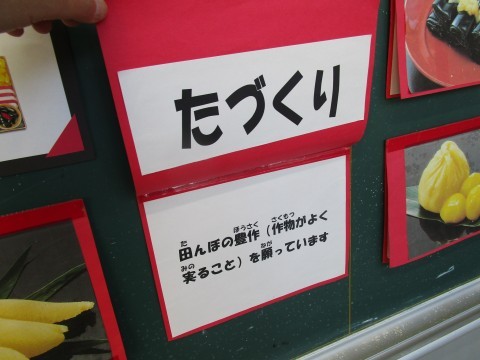 たづくり
田んぼの豊作（作物がよく
実ること）を願っています